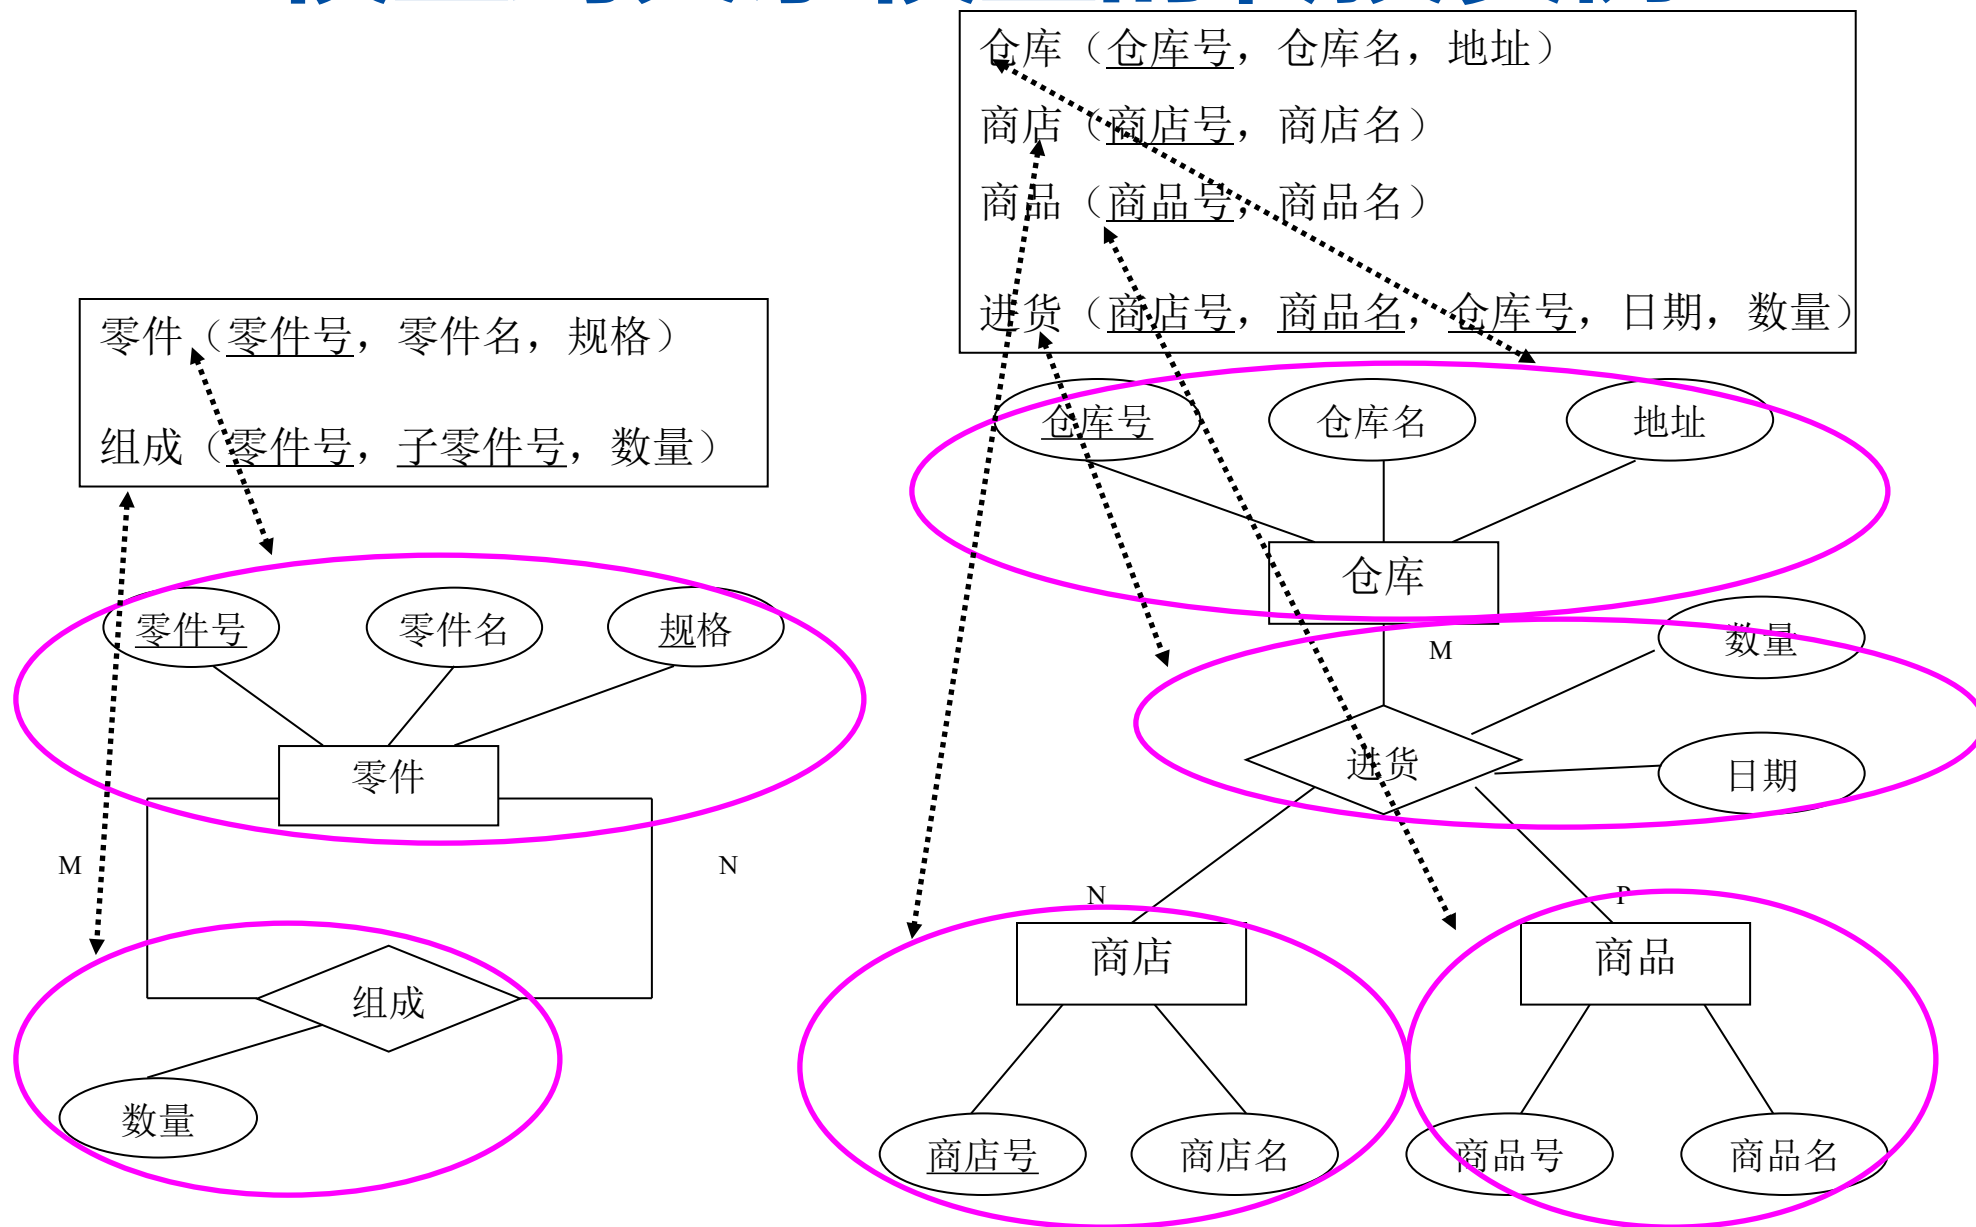 仓库（仓库号，仓库名，地址）
商店（商店号，商店名）
商品（商品号，商品名）
进货（商店号，商品名，仓库号，日期，数量）
零件（零件号，零件名，规格）
组成（零件号，子零件号，数量）
仓库号 仓库名 地址
仓库
M
数量
进货
日期
N P
商店 商品
商店号 商店名 商品号 商品名
零件号 零件名 规格
零件
M N
组成
数量